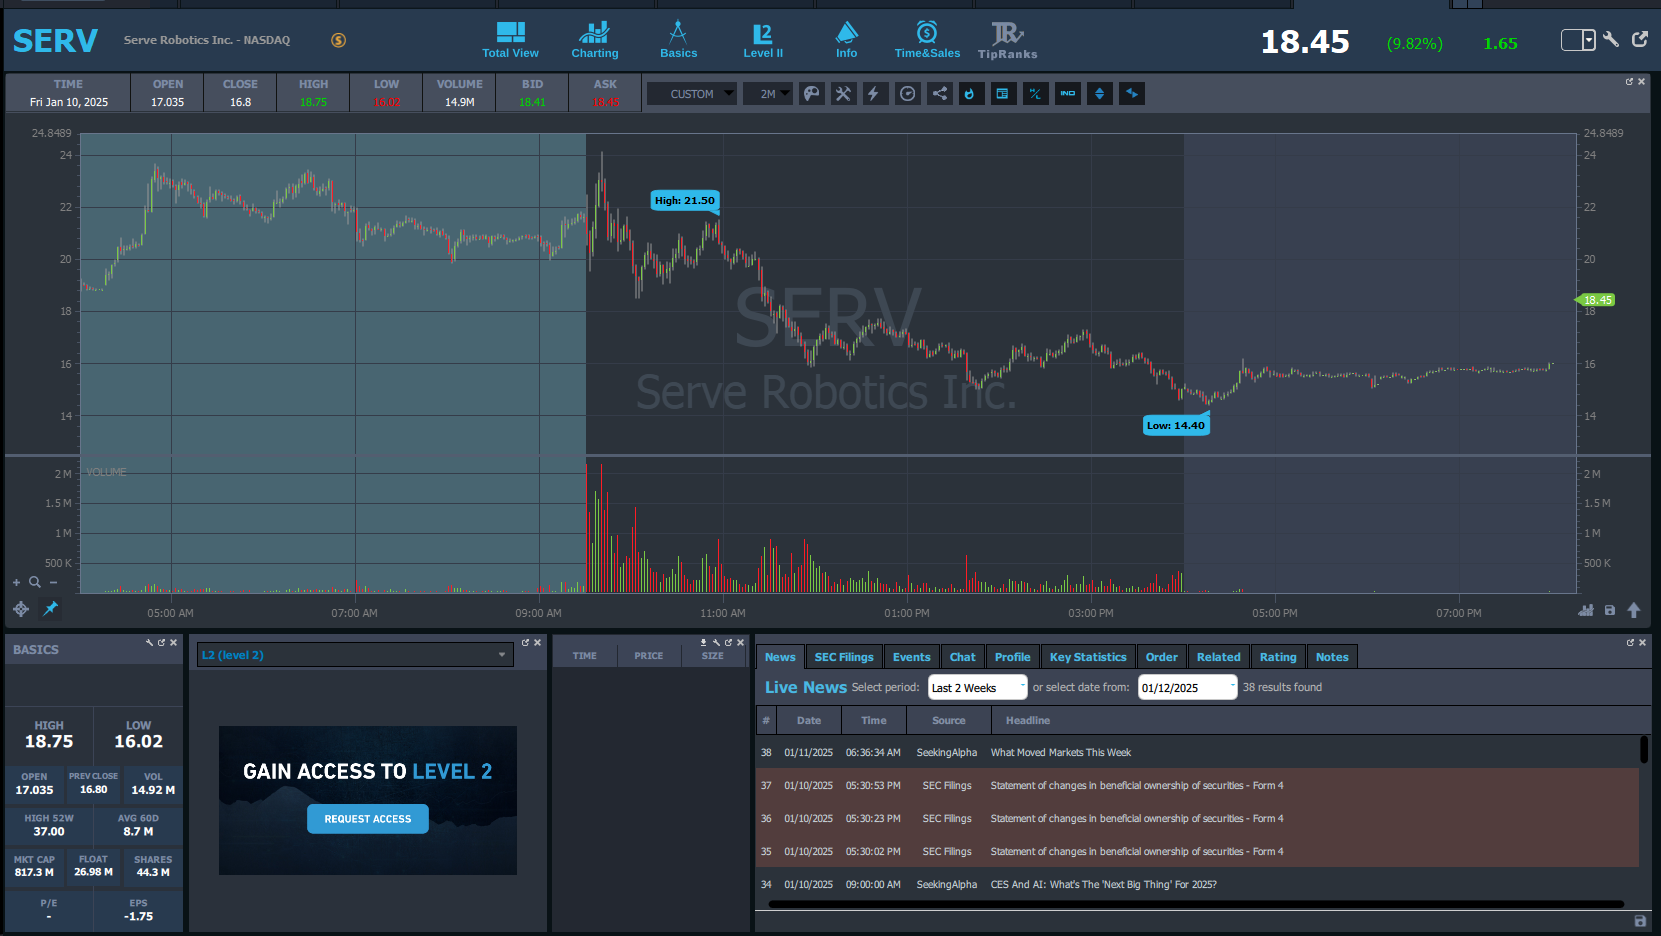 SERV
Serve Robotics Inc. - NASDAQ
Total View
Charting
Basics
Level II
Info
Time&Sales
TipRanks
18.45
(9.82%)
1.65
TIME OPEN CLOSE HIGH LOW VOLUME BID ASK
Fri Jan 10, 2025 17.035 16.8 18.75 16.02 14.9M 18.41 18.45
CUSTOM
2M
IND
24.8489
24
22
20
18
16
14
High: 21.50
Low: 14.40
SERV
Serve Robotics Inc.
24.8489
24
22
20
18.45
18
16
14
VOLUME
2 M
1.5 M
1 M
500 K
2 M
1.5 M
1 M
500 K
05:00 AM 07:00 AM 09:00 AM 11:00 AM 01:00 PM 03:00 PM 05:00 PM 07:00 PM
BASICS
HIGH LOW
18.75 16.02
OPEN PREV CLOSE VOL
17.035 16.80 14.92 M
HIGH 52W AVG 60D
37.00 8.7 M
MKT CAP FLOAT SHARES
817.3 M 26.98 M 44.3 M
P/E EPS
- -1.75
L2 (level 2)
GAIN ACCESS TO LEVEL 2
REQUEST ACCESS
TIME PRICE SIZE
News SEC Filings Events Chat Profile Key Statistics Order Related Rating Notes
Live News Select period: Last 2 Weeks or select date from: 01/12/2025 38 results found
# Date Time Source Headline
38 01/11/2025 06:36:34 AM SeekingAlpha What Moved Markets This Week
37 01/10/2025 05:30:53 PM SEC Filings Statement of changes in beneficial ownership of securities - Form 4
36 01/10/2025 05:30:23 PM SEC Filings Statement of changes in beneficial ownership of securities - Form 4
35 01/10/2025 05:30:02 PM SEC Filings Statement of changes in beneficial ownership of securities - Form 4
34 01/10/2025 09:00:00 AM SeekingAlpha CES And AI: What's The 'Next Big Thing' For 2025?